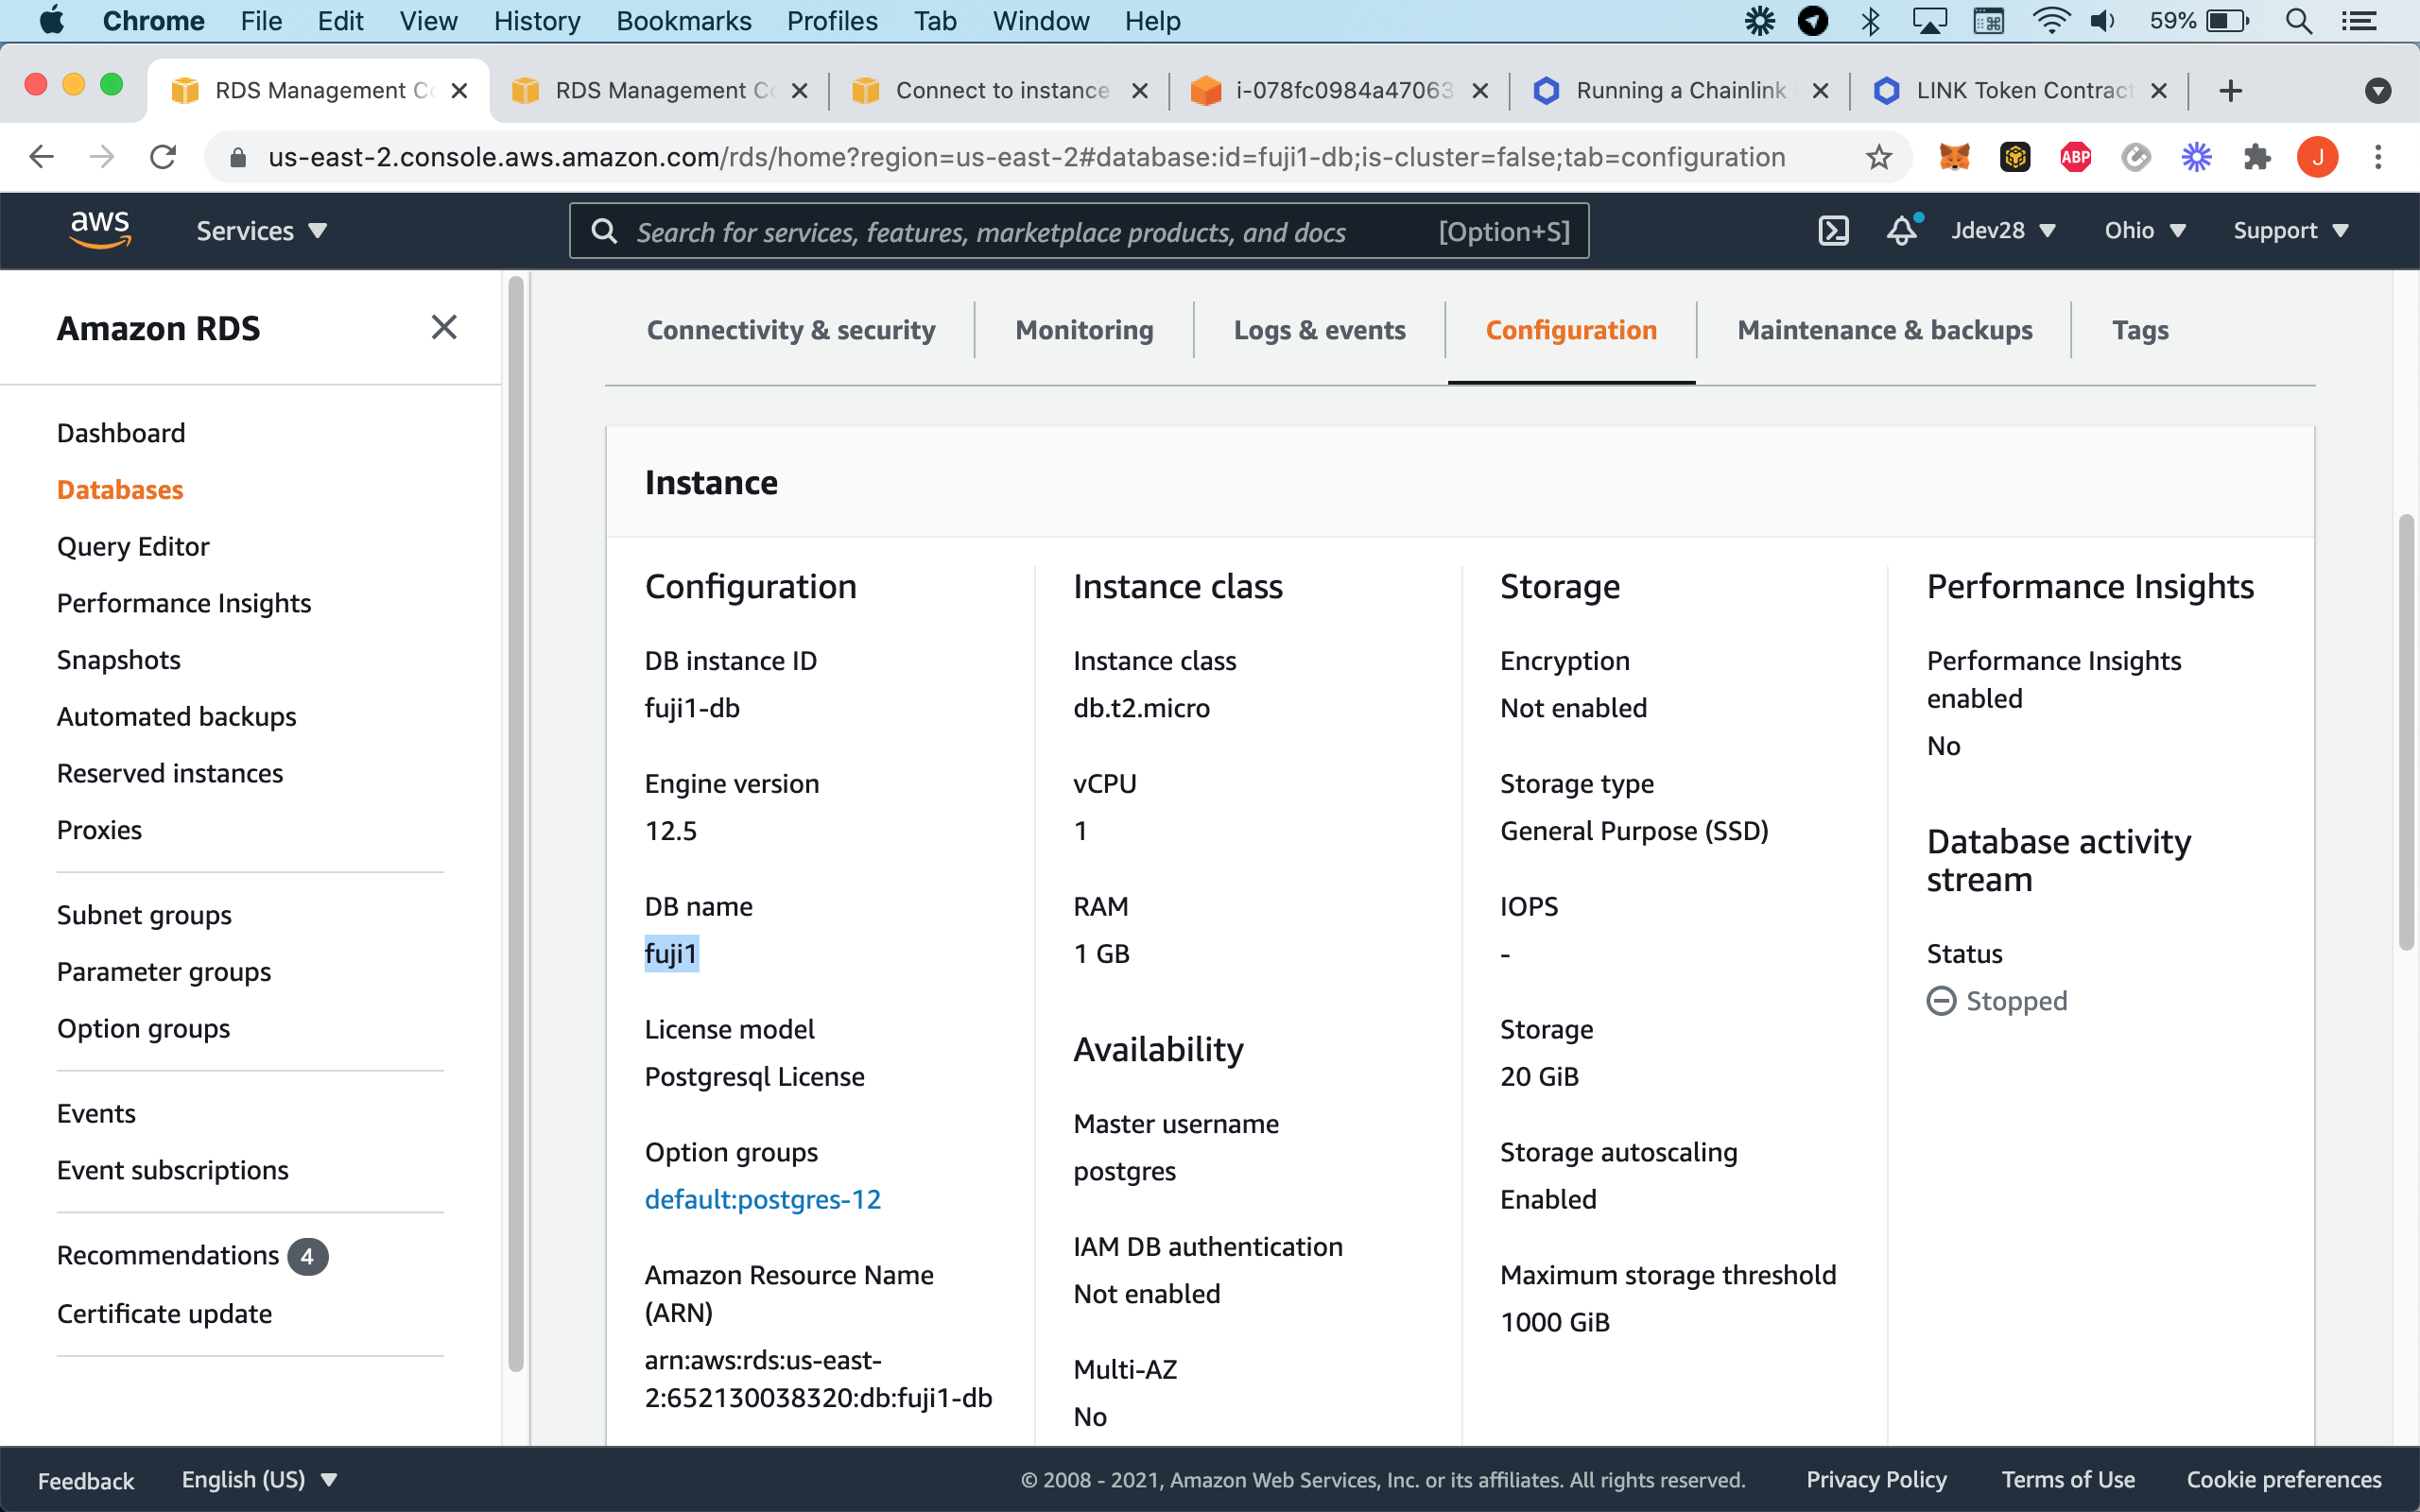 Chrome File Edit View History Bookmarks Profiles Tab Window Help 59%
RDS Management Co RDS Management Co Connect to instance i-078fc0984a47063 Running a Chainlink LINK Token Contract
us-east-2.console.aws.amazon.com/rds/home?region=us-east-2#database:id=fuji1-db;is-cluster=false;tab=configuration ABP J
aws Services Search for services, features, marketplace products, and docs [Option+S] Jdev28 Ohio Support
Amazon RDS
Dashboard
Databases
Query Editor
Performance Insights
Snapshots
Automated backups
Reserved instances
Proxies
Subnet groups
Parameter groups
Option groups
Events
Event subscriptions
Recommendations 4
Certificate update
Connectivity & security Monitoring Logs & events Configuration Maintenance & backups Tags
Instance
Configuration
DB instance ID
fuji1-db
Engine version
12.5
DB name
fuji1
License model
Postgresql License
Option groups
default:postgres-12
Amazon Resource Name
(ARN)
arn:aws:rds:us-east-
2:652130038320:db:fuji1-db
Instance class
Instance class
db.t2.micro
vCPU
1
RAM
1 GB
Availability
Master username
postgres
IAM DB authentication
Not enabled
Multi-AZ
No
Storage
Encryption
Not enabled
Storage type
General Purpose (SSD)
IOPS
-
Storage
20 GiB
Storage autoscaling
Enabled
Maximum storage threshold
1000 GiB
Performance Insights
Performance Insights
enabled
No
Database activity
stream
Status
Stopped
Feedback English (US) © 2008 - 2021, Amazon Web Services, Inc. or its affiliates. All rights reserved. Privacy Policy Terms of Use Cookie preferences